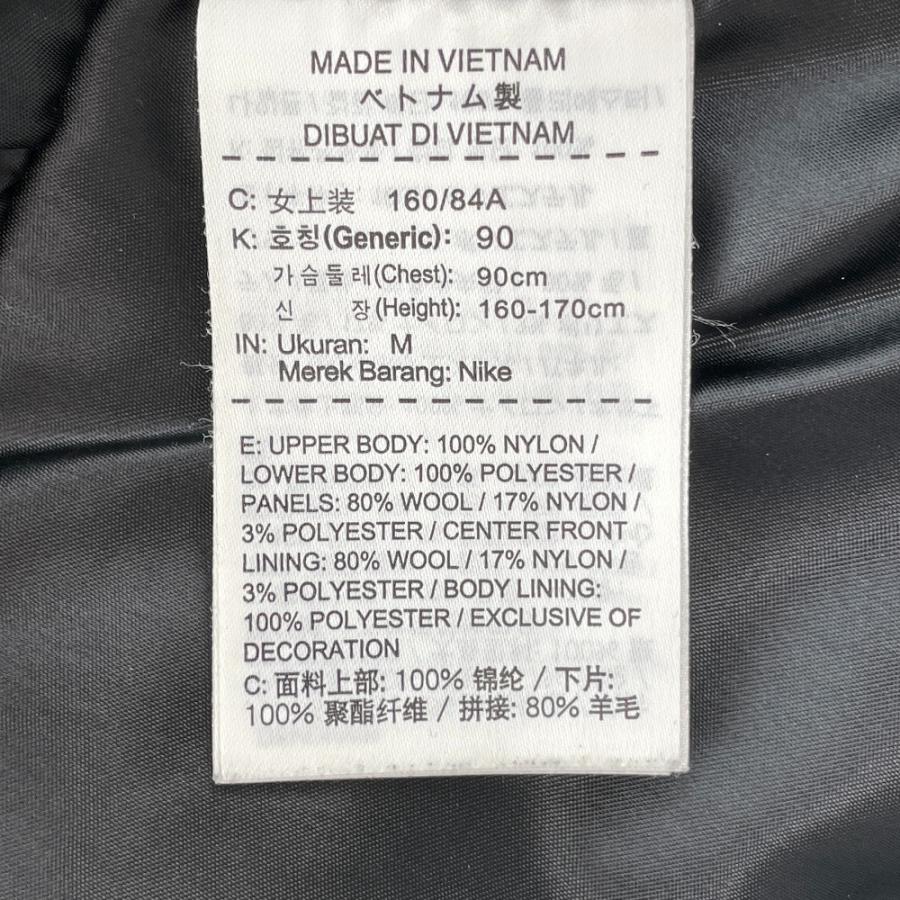 MADE IN VIETNAM
ベトナム製
DIBUAT DI VIETNAM
C: 女上装 160/84A
K: 호칭(Generic): 90
가슴둘레(Chest): 90cm
신 장(Height): 160-170cm
IN: Ukuran: M
Merek Barang: Nike
E: UPPER BODY: 100% NYLON /
LOWER BODY: 100% POLYESTER /
PANELS: 80% WOOL / 17% NYLON /
3% POLYESTER / CENTER FRONT
LINING: 80% WOOL / 17% NYLON /
3% POLYESTER / BODY LINING:
100% POLYESTER / EXCLUSIVE OF
DECORATION
C: 面料上部: 100% 锦纶 / 下片:
100% 聚酯纤维 / 拼接: 80% 羊毛